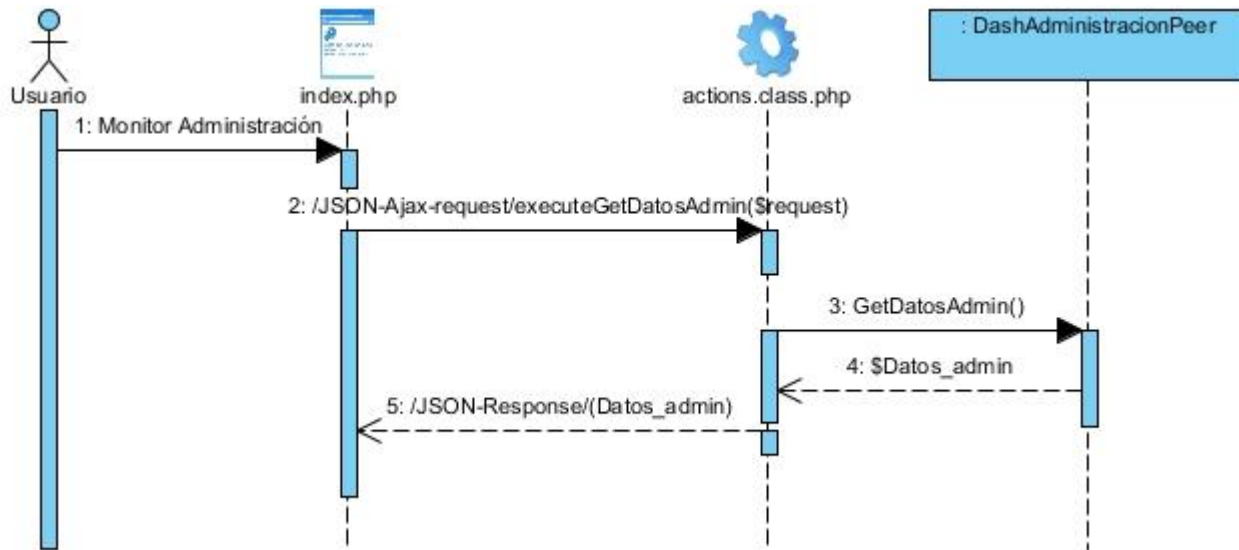 : DashAdministracionPeer
Usuario
index.php
actions.class.php
1: Monitor Administración
2: /JSON-Ajax-request/executeGetDatosAdmin($request)
3: GetDatosAdmin()
4: $Datos_admin
5: /JSON-Response/(Datos_admin)